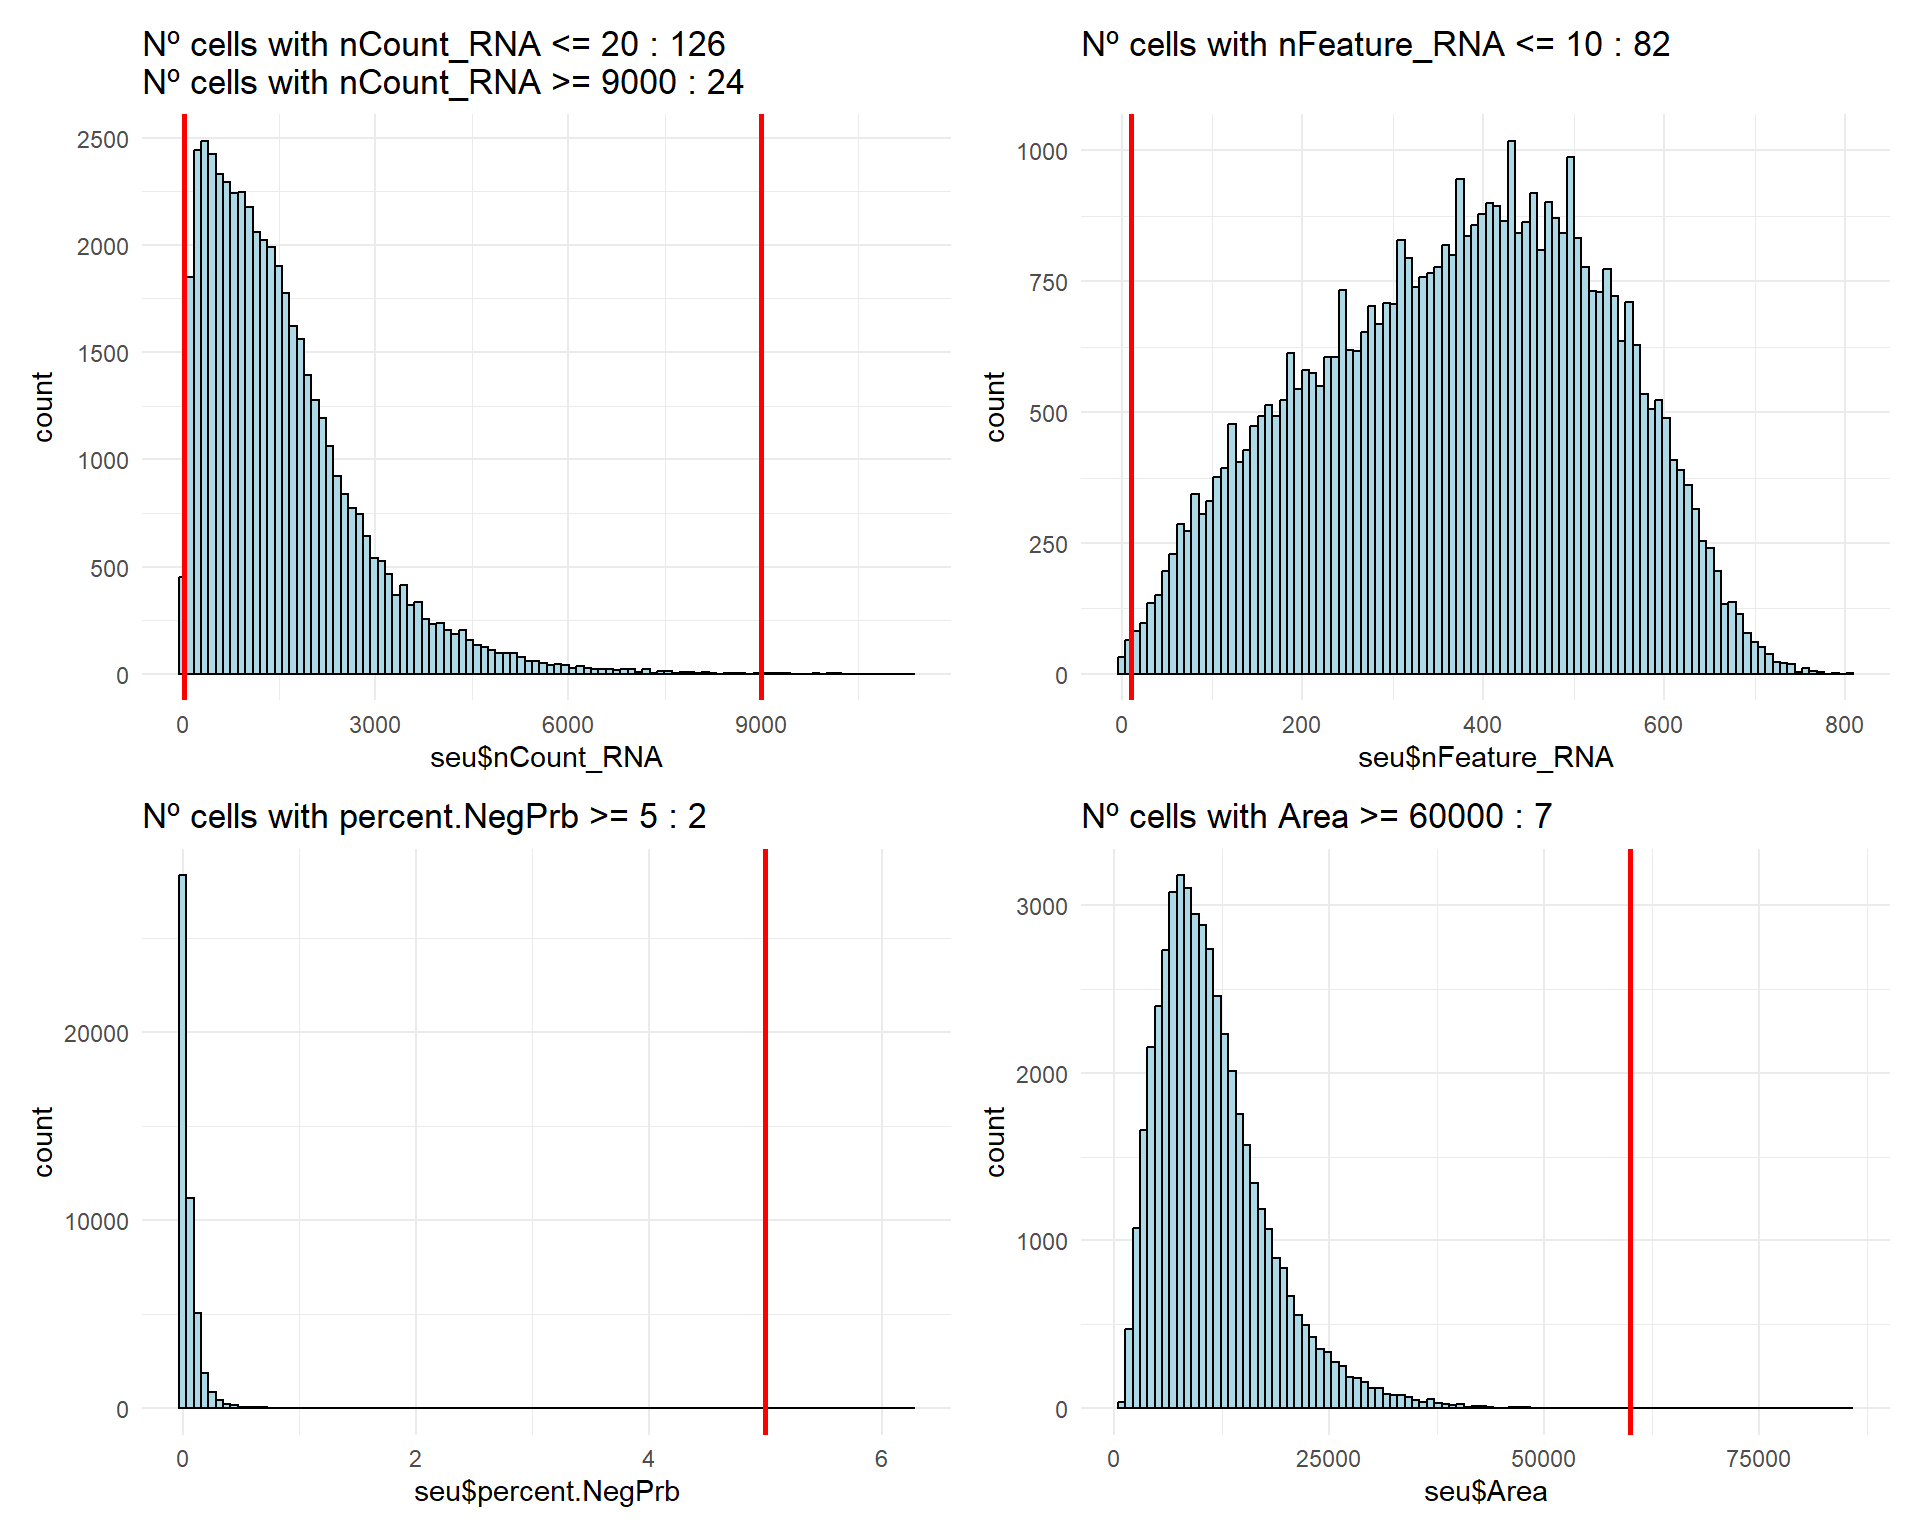 Nº cells with nCount_RNA <= 20 : 126
Nº cells with nCount_RNA >= 9000 : 24
2500
2000
1500
1000
500
0
count
0 3000 6000 9000
seu$nCount_RNA
Nº cells with nFeature_RNA <= 10 : 82
1000
750
500
250
0
count
0 200 400 600 800
seu$nFeature_RNA
Nº cells with percent.NegPrb >= 5 : 2
20000
10000
0
count
0 2 4 6
seu$percent.NegPrb
Nº cells with Area >= 60000 : 7
3000
2000
1000
0
count
0 25000 50000 75000
seu$Area